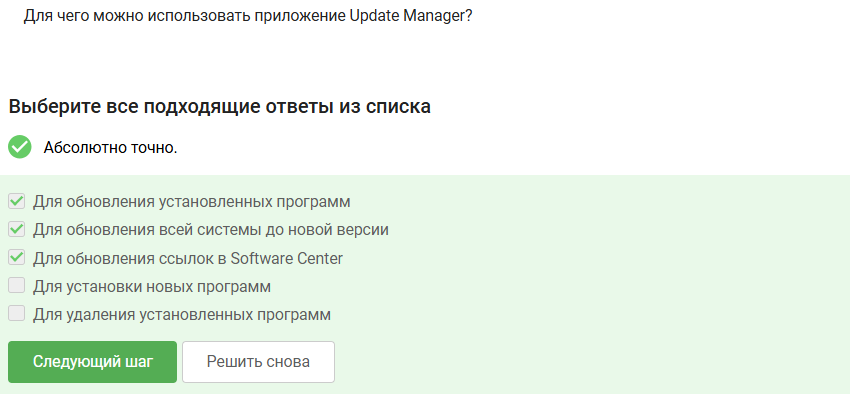 Для чего можно использовать приложение Update Manager?
Выберите все подходящие ответы из списка
Абсолютно точно.
Для обновления установленных программ
Для обновления всей системы до новой версии
Для обновления ссылок в Software Center
Для установки новых программ
Для удаления установленных программ
Следующий шаг
Решить снова